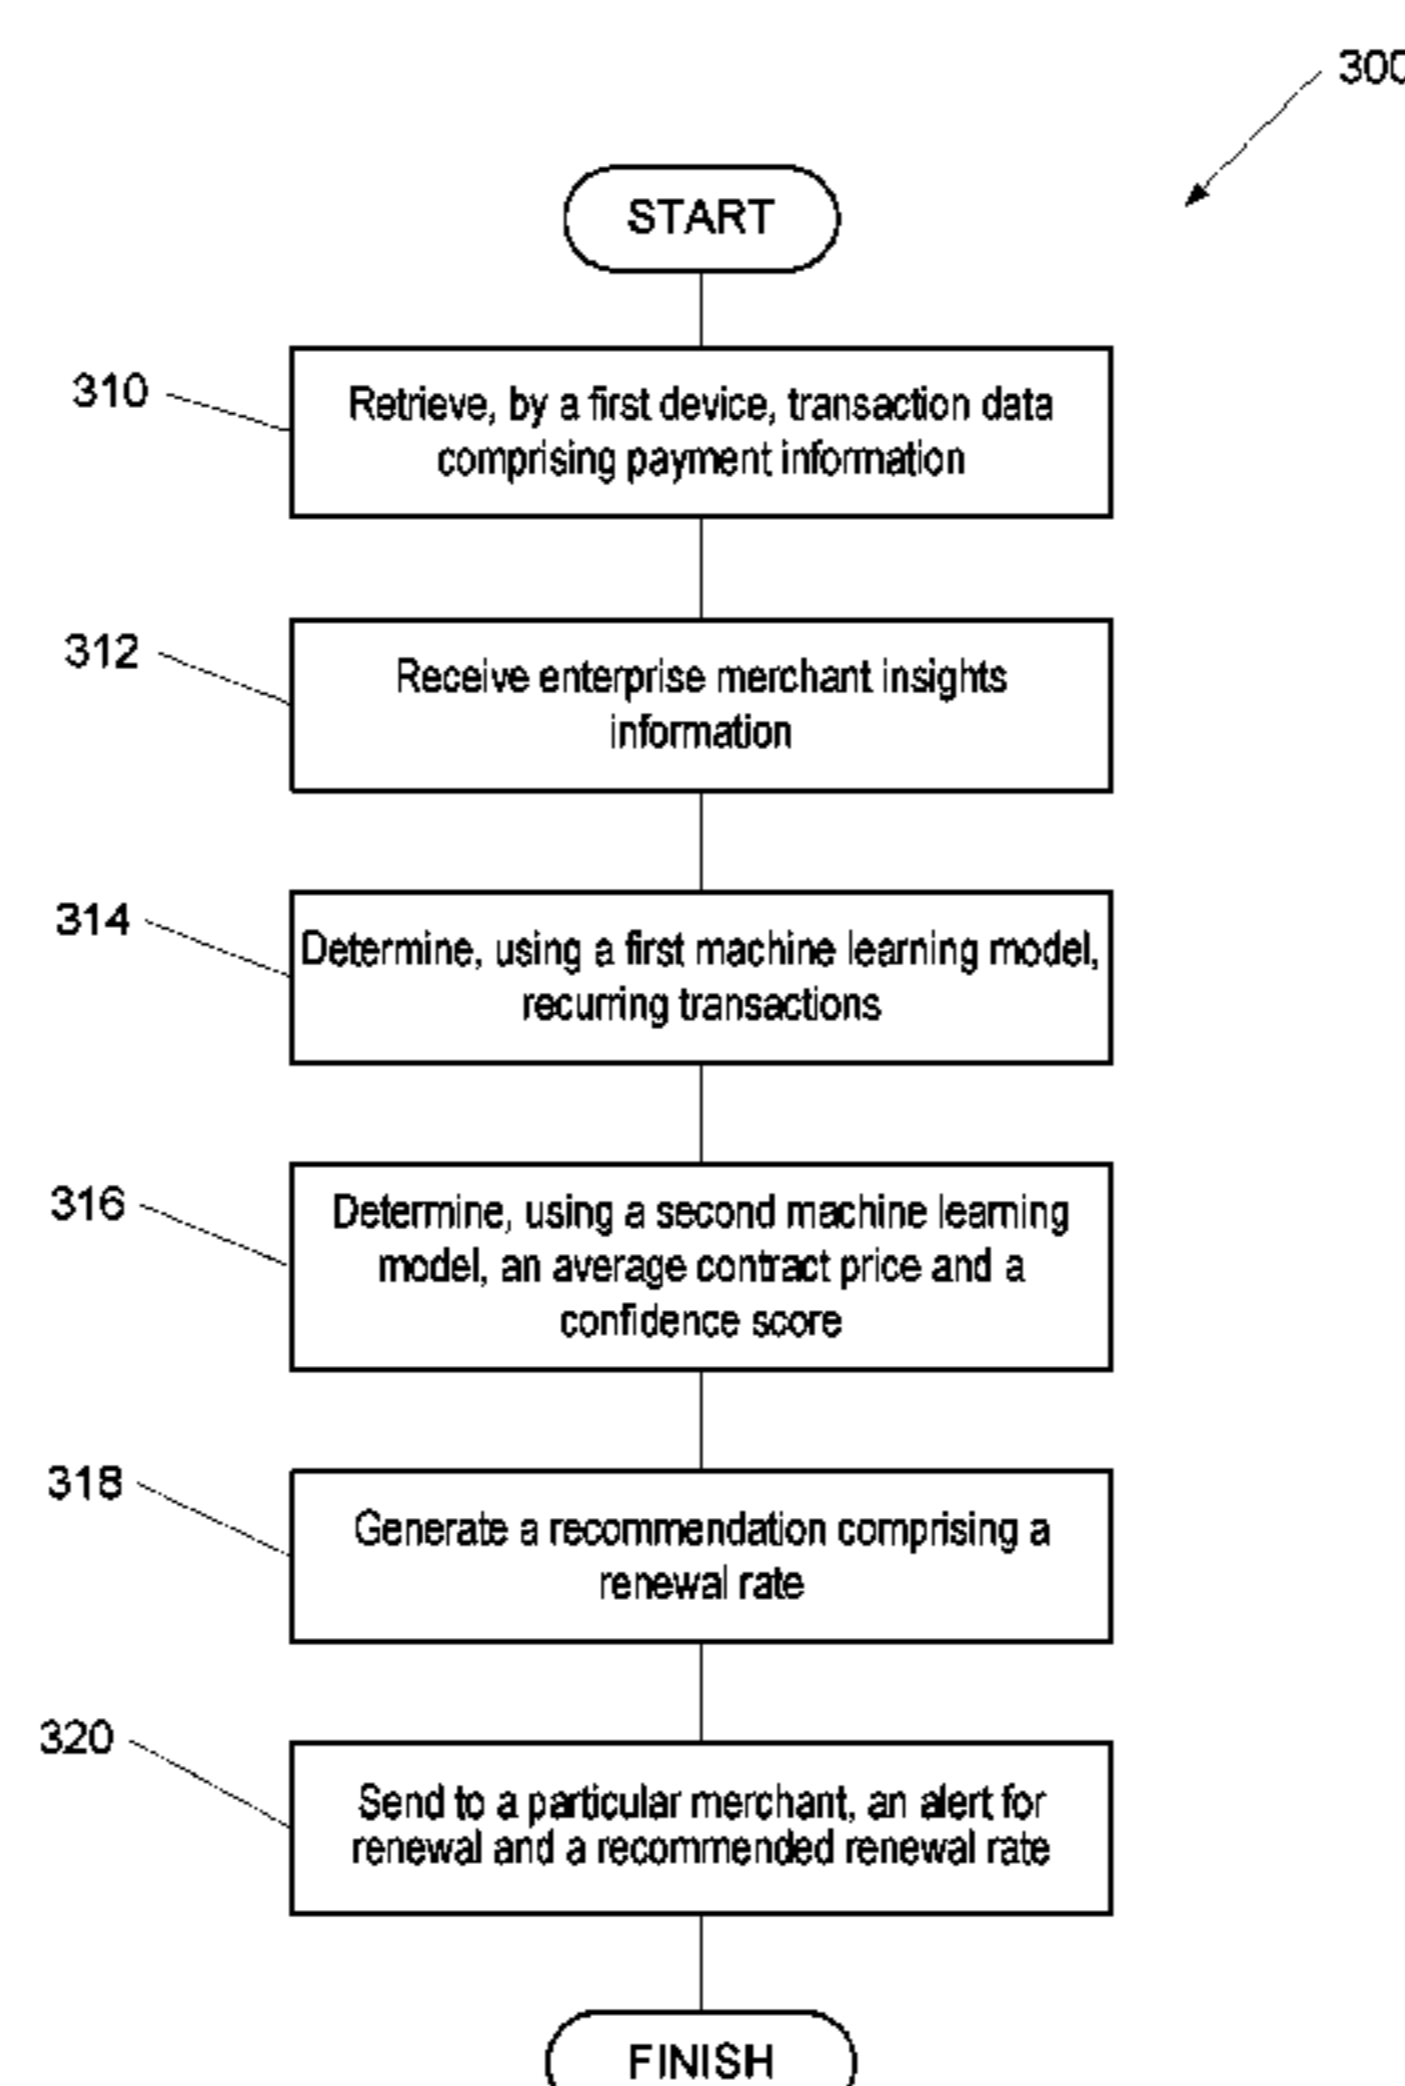 300
START
310
Retrieve, by a first device, transaction data
comprising payment information
312
Receive enterprise merchant insights
information
314
Determine, using a first machine learning model,
recurring transactions
316
Determine, using a second machine learning
model, an average contract price and a
confidence score
318
Generate a recommendation comprising a
renewal rate
320
Send to a particular merchant, an alert for
renewal and a recommended renewal rate
FINISH